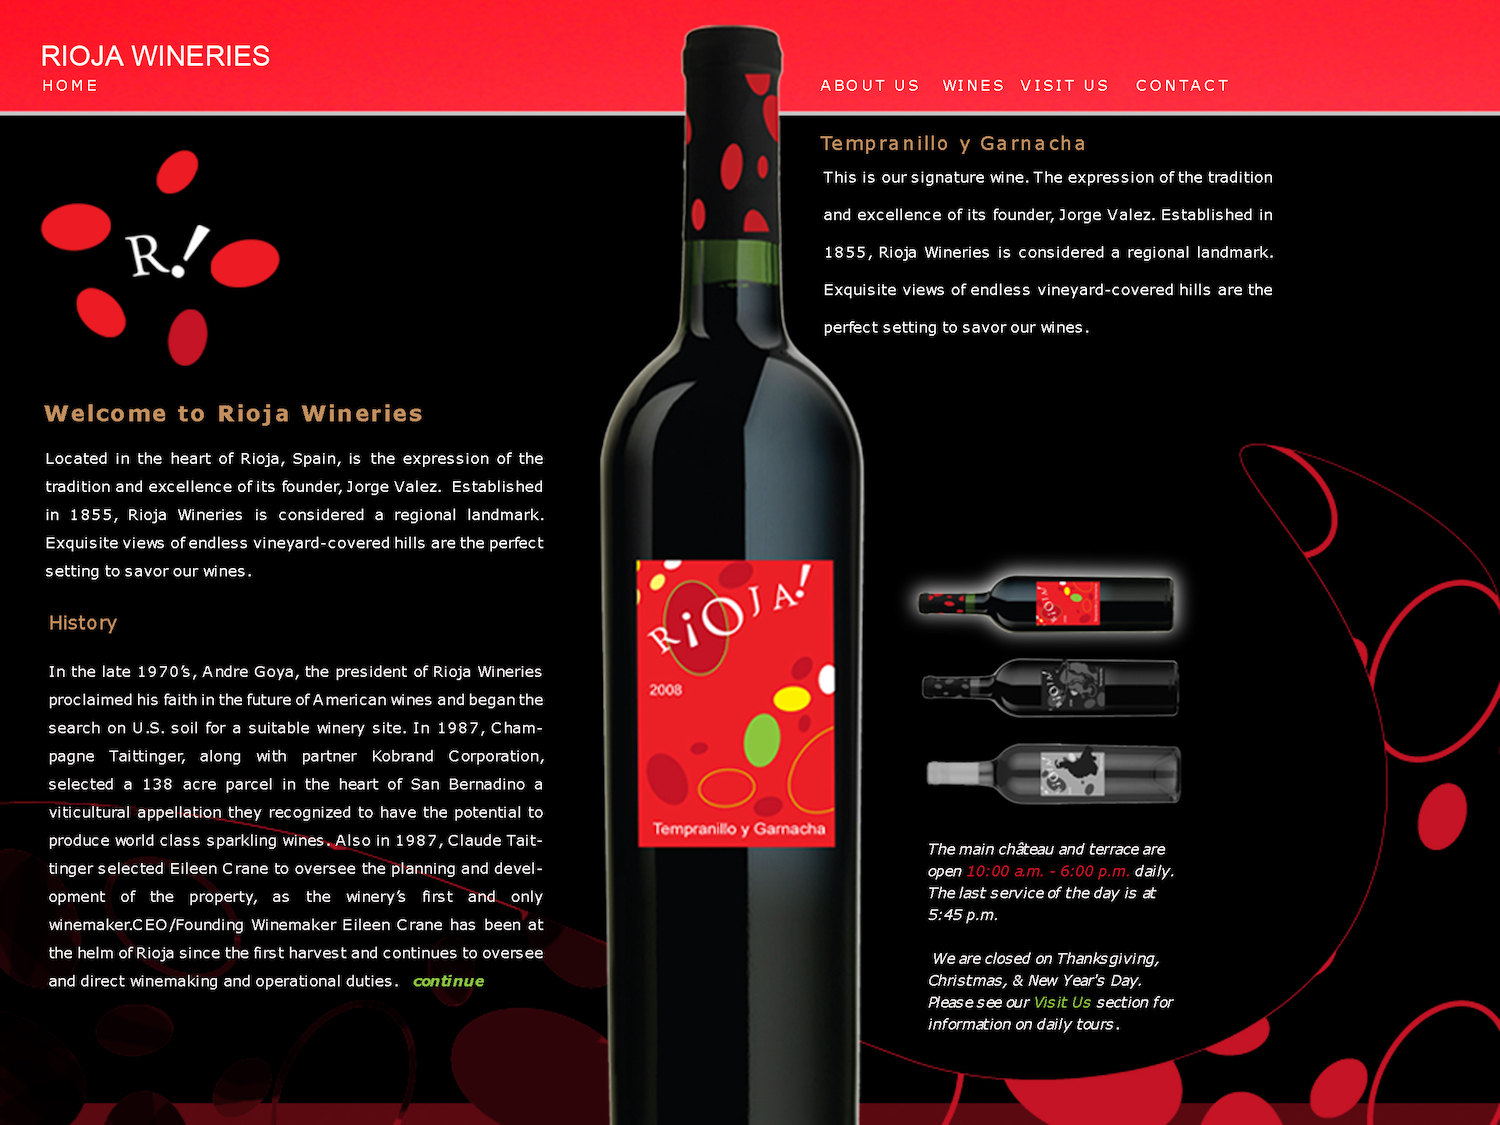 RIOJA WINERIES
HOME
ABOUT US WINES VISIT US CONTACT
R!
Welcome to Rioja Wineries
Located in the heart of Rioja, Spain, is the expression of the
tradition and excellence of its founder, Jorge Valez. Established
in 1855, Rioja Wineries is considered a regional landmark.
Exquisite views of endless vineyard-covered hills are the perfect
setting to savor our wines.
History
In the late 1970's, Andre Goya, the president of Rioja Wineries
proclaimed his faith in the future of American wines and began the
search on U.S. soil for a suitable winery site. In 1987, Cham-
pagne Taittinger, along with partner Kobrand Corporation,
selected a 138 acre parcel in the heart of San Bernadino a
viticultural appellation they recognized to have the potential to
produce world class sparkling wines. Also in 1987, Claude Tait-
tinger selected Eileen Crane to oversee the planning and devel-
opment of the property, as the winery's first and only
winemaker.CEO/Founding Winemaker Eileen Crane has been at
the helm of Rioja since the first harvest and continues to oversee
and direct winemaking and operational duties. continue
RiOJA!
2008
Tempranillo y Garnacha
Tempranillo y Garnacha
This is our signature wine. The expression of the tradition
and excellence of its founder, Jorge Valez. Established in
1855, Rioja Wineries is considered a regional landmark.
Exquisite views of endless vineyard-covered hills are the
perfect setting to savor our wines.
RiOJA!
The main château and terrace are
open 10:00 a.m. - 6:00 p.m. daily.
The last service of the day is at
5:45 p.m.
We are closed on Thanksgiving,
Christmas, & New Year's Day.
Please see our Visit Us section for
information on daily tours.